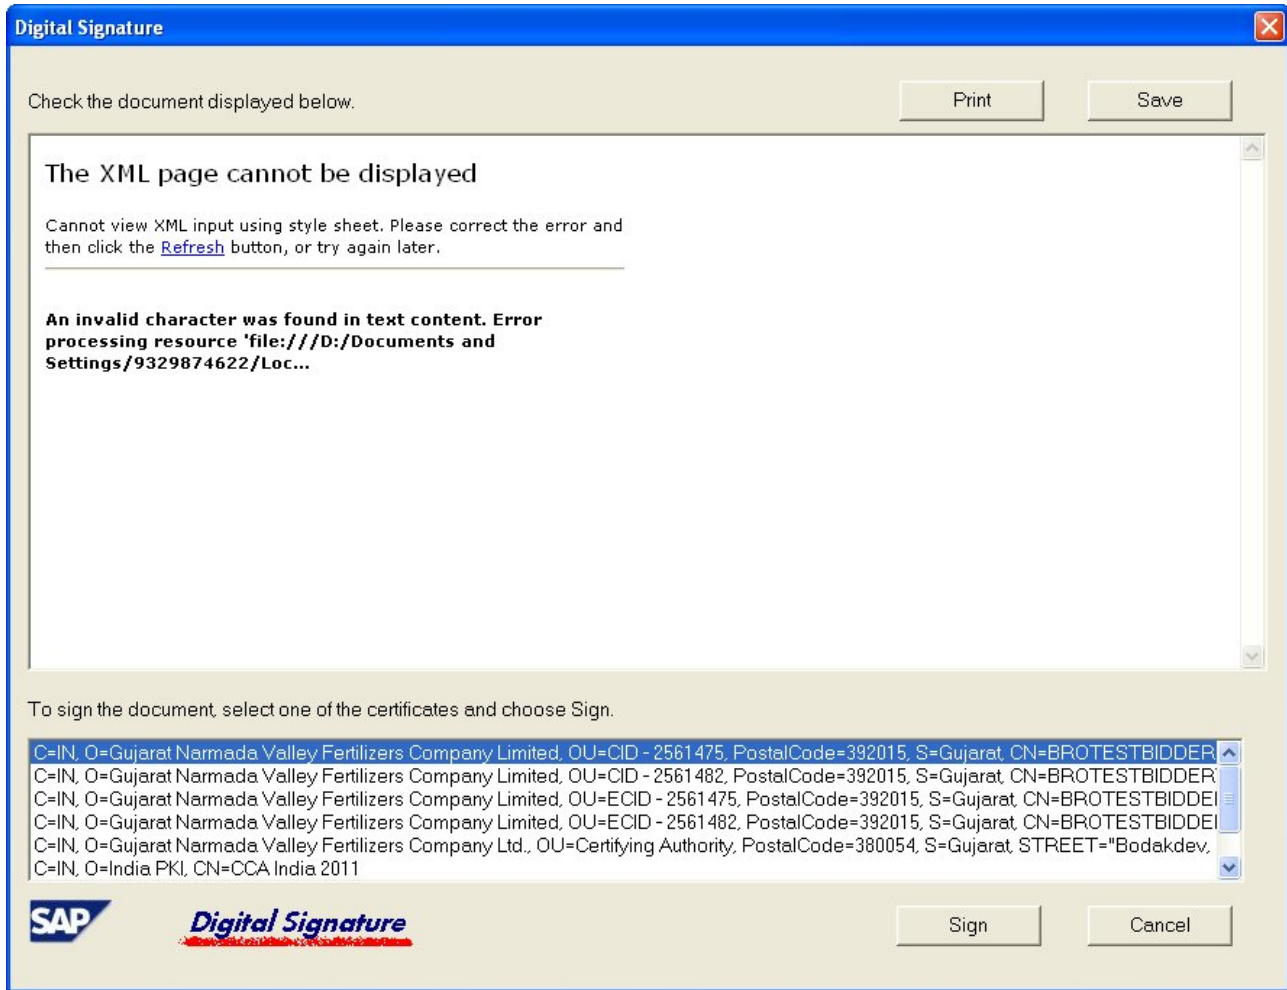 Digital Signature
Check the document displayed below.
Print
Save
The XML page cannot be displayed
Cannot view XML input using style sheet. Please correct the error and
then click the Refresh button, or try again later.
An invalid character was found in text content. Error
processing resource 'file:///D:/Documents and
Settings/9329874622/Loc...
To sign the document, select one of the certificates and choose Sign.
C=IN, O=Gujarat Narmada Valley Fertilizers Company Limited, OU=CID - 2561475, PostalCode=392015, S=Gujarat, CN=BROTESTBIDDER
C=IN, O=Gujarat Narmada Valley Fertilizers Company Limited, OU=CID - 2561482, PostalCode=392015, S=Gujarat, CN=BROTESTBIDDER
C=IN, O=Gujarat Narmada Valley Fertilizers Company Limited, OU=ECID - 2561475, PostalCode=392015, S=Gujarat, CN=BROTESTBIDDE
C=IN, O=Gujarat Narmada Valley Fertilizers Company Limited, OU=ECID - 2561482, PostalCode=392015, S=Gujarat, CN=BROTESTBIDDE
C=IN, O=Gujarat Narmada Valley Fertilizers Company Ltd., OU=Certifying Authority, PostalCode=380054, S=Gujarat, STREET="Bodakdev,
C=IN, O=India PKI, CN=CCA India 2011
SAP
Digital Signature
Sign
Cancel